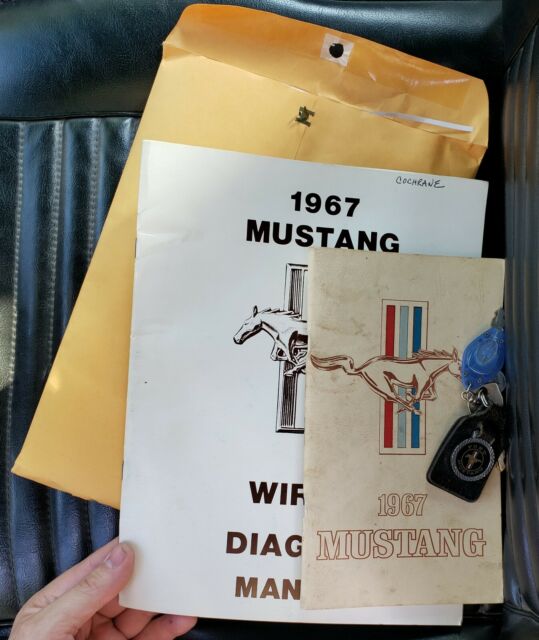 COCHRANE
1967
MUSTANG
WIR
DIAG
MAN
1967
MUSTANG